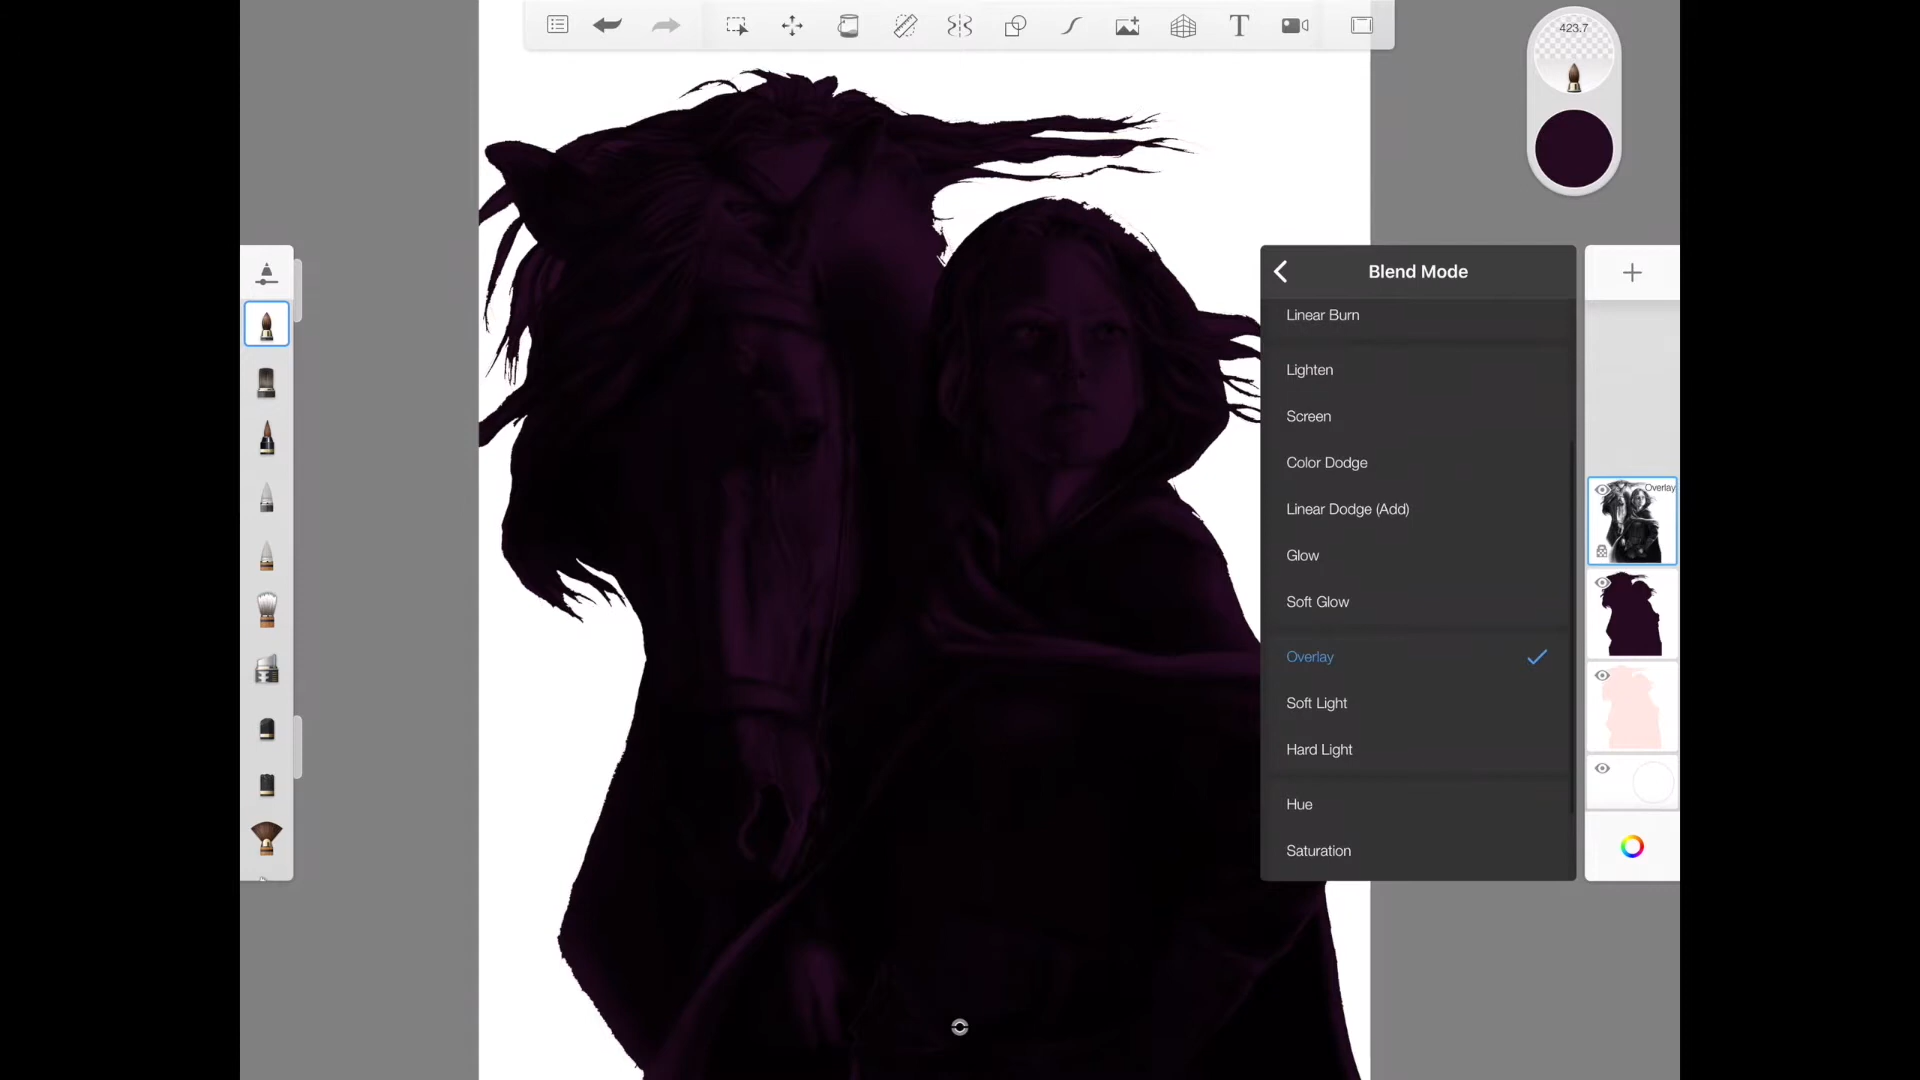 T
423.7
Blend Mode
Linear Burn
Lighten
Screen
Color Dodge
Linear Dodge (Add)
Glow
Soft Glow
Overlay
Soft Light
Hard Light
Hue
Saturation
Overlay